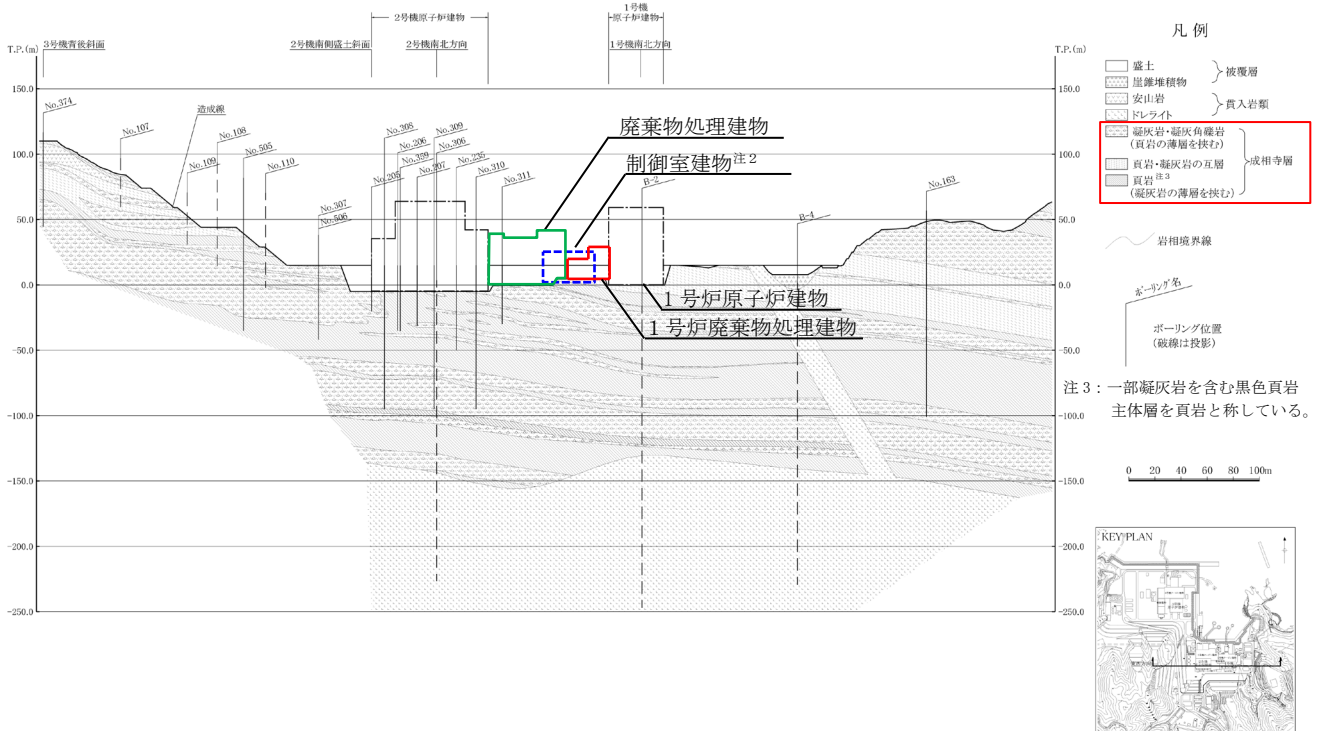 2号機原子炉建物
1号機
原子炉建物
T.P.(m)
3号機背後斜面
2号機南側盛土斜面
2号機南北方向
1号機南北方向
T.P.(m)
150.0
100.0
50.0
0.0
-50.0
-100.0
-150.0
-200.0
-250.0
150.0
100.0
50.0
0.0
-50.0
-100.0
-150.0
-200.0
-250.0
No.374
No.107
造成線
No.108
No.109
No.505
No.110
No.307
No.506
No.308
No.206
No.359
No.205
No.207
No.309
No.306
No.235
No.310
No.311
B-2
B-4
No.163
廃棄物処理建物
制御室建物注2
1号炉原子炉建物
1号炉廃棄物処理建物
凡例
盛土
崖錐堆積物
被覆層
安山岩
ドレライト
貫入岩類
凝灰岩・凝灰角礫岩
(頁岩の薄層を挟む)
頁岩・凝灰岩の互層
頁岩注3
(凝灰岩の薄層を挟む)
成相寺層
岩相境界線
ボーリング名
ボーリング位置
(破線は投影)
注3:一部凝灰岩を含む黒色頁岩
主体層を頁岩と称している。
0 20 40 60 80 100m
KEY PLAN